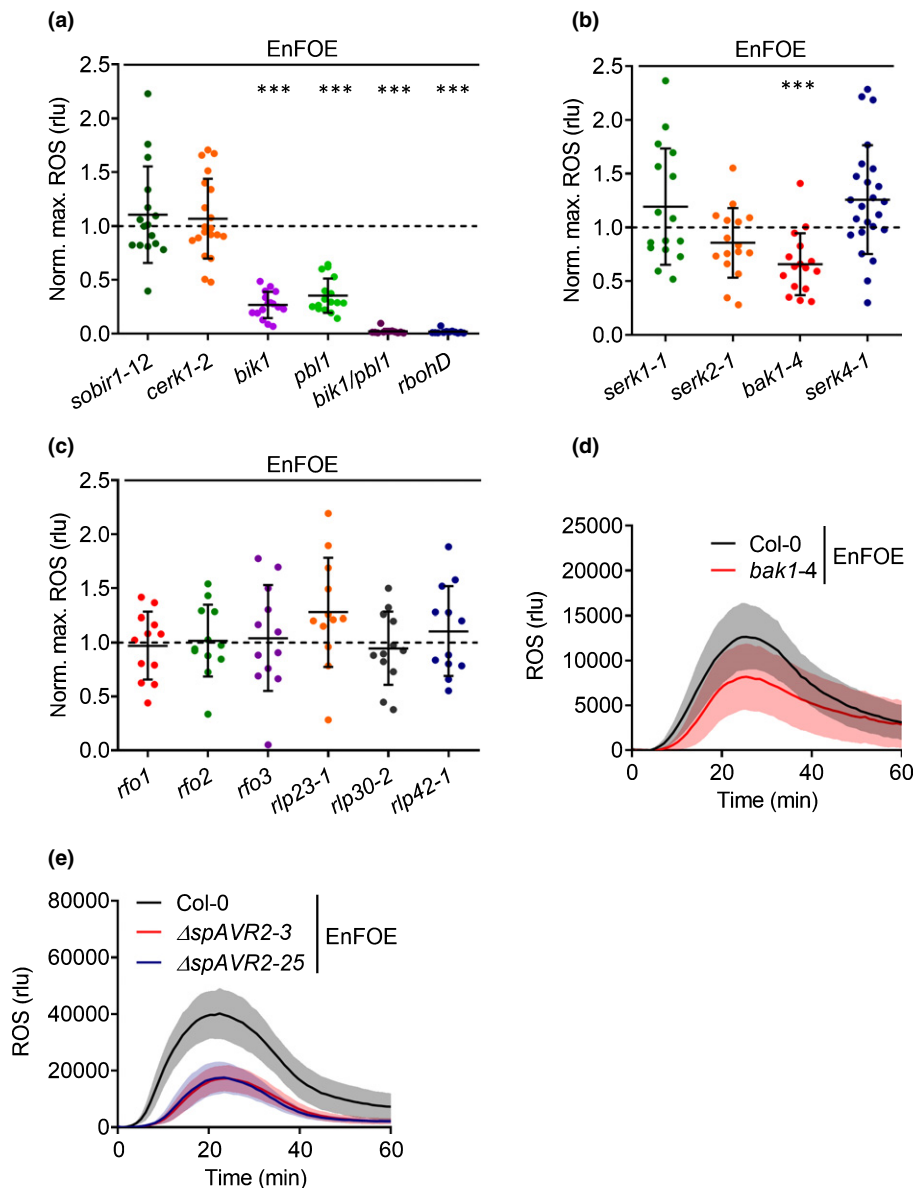 (a)
EnFOE
*** *** *** ***
Norm. max. ROS (rlu)
2.5
2.0
1.5
1.0
0.5
0.0
sobir1-12
cerk1-2
bik1
pbl1
bik1/pbl1
rbohD
(b)
EnFOE
***
Norm. max. ROS (rlu)
2.5
2.0
1.5
1.0
0.5
0.0
serk1-1
serk2-1
bak1-4
serk4-1
(c)
EnFOE
Norm. max. ROS (rlu)
2.5
2.0
1.5
1.0
0.5
0.0
rfo1
rfo2
rfo3
rlp23-1
rlp30-2
rlp42-1
(d)
Col-0
bak1-4
EnFOE
ROS (rlu)
25000
20000
15000
10000
5000
0
0 20 40 60
Time (min)
(e)
Col-0
ΔspAVR2-3
ΔspAVR2-25
EnFOE
ROS (rlu)
80000
60000
40000
20000
0
0 20 40 60
Time (min)